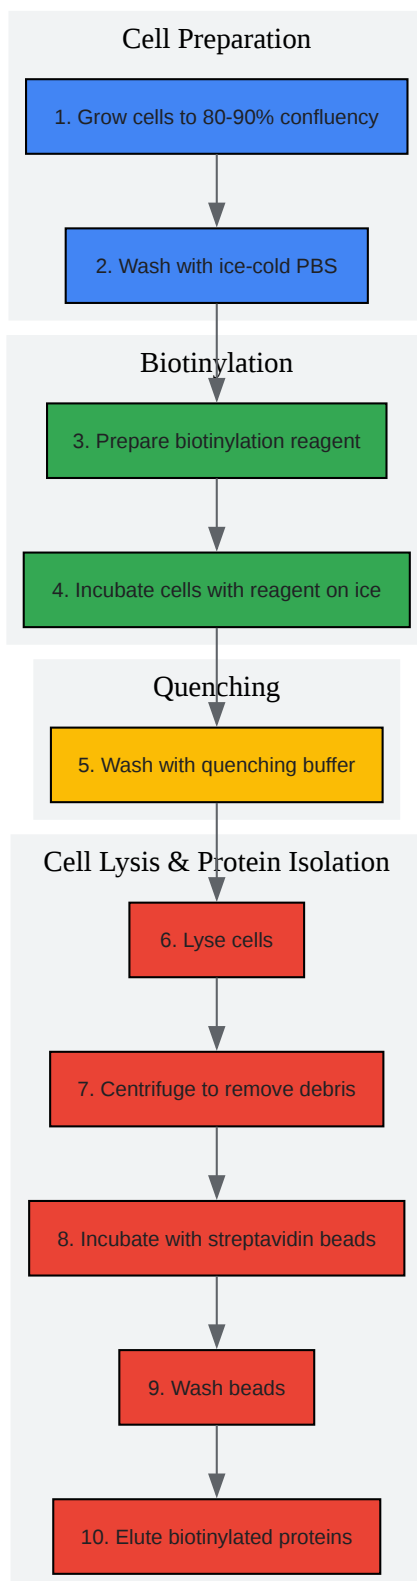 Cell Preparation
1. Grow cells to 80-90% confluency
2. Wash with ice-cold PBS
Biotinylation
3. Prepare biotinylation reagent
4. Incubate cells with reagent on ice
Quenching
5. Wash with quenching buffer
Cell Lysis & Protein Isolation
6. Lyse cells
7. Centrifuge to remove debris
8. Incubate with streptavidin beads
9. Wash beads
10. Elute biotinylated proteins